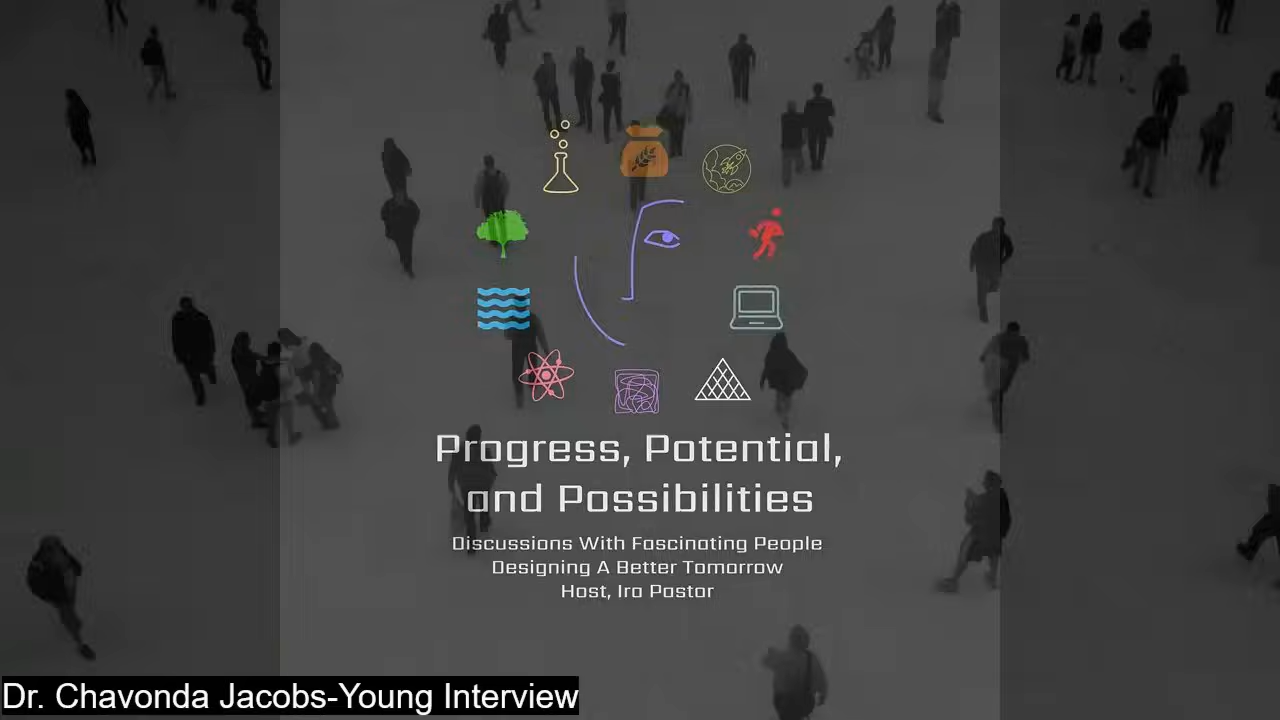 Progress, Potential,
and Possibilities
Discussions With Fascinating People
Designing A Better Tomorrow
Host, Ira Pastor
Dr. Chavonda Jacobs-Young Interview